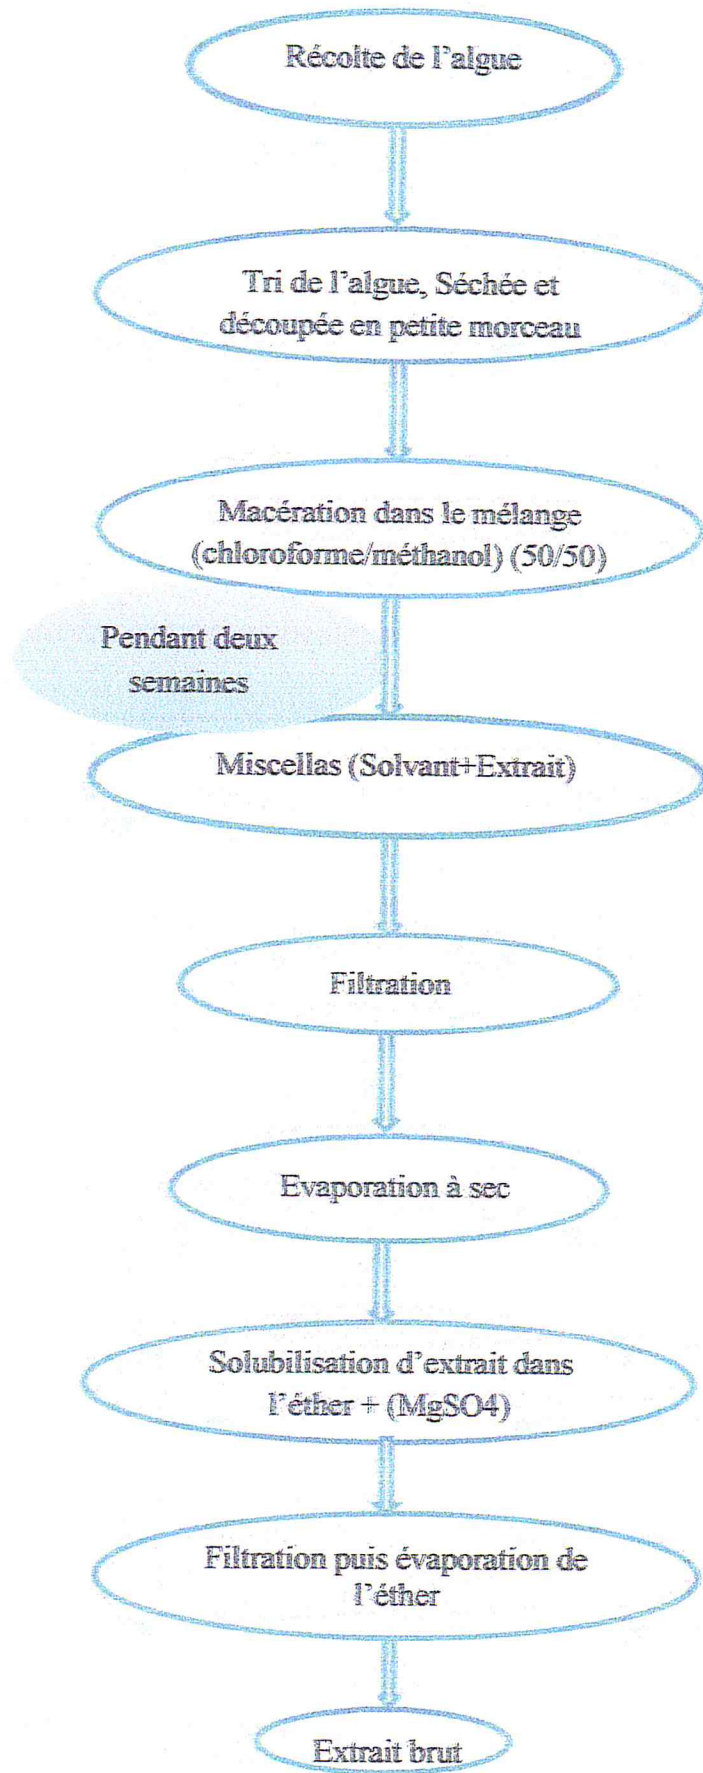 Récolte de l'algue
Tri de l'algue, Séchée et
découpée en petite morceau
Macération dans le mélange
(chloroforme/méthanol) (50/50)
Pendant deux
semaines
Miscellas (Solvant+Extrait)
Filtration
Evaporation à sec
Solubilisation d'extrait dans
l'éther + (MgSO4)
Filtration puis évaporation de
l'éther
Extrait brut